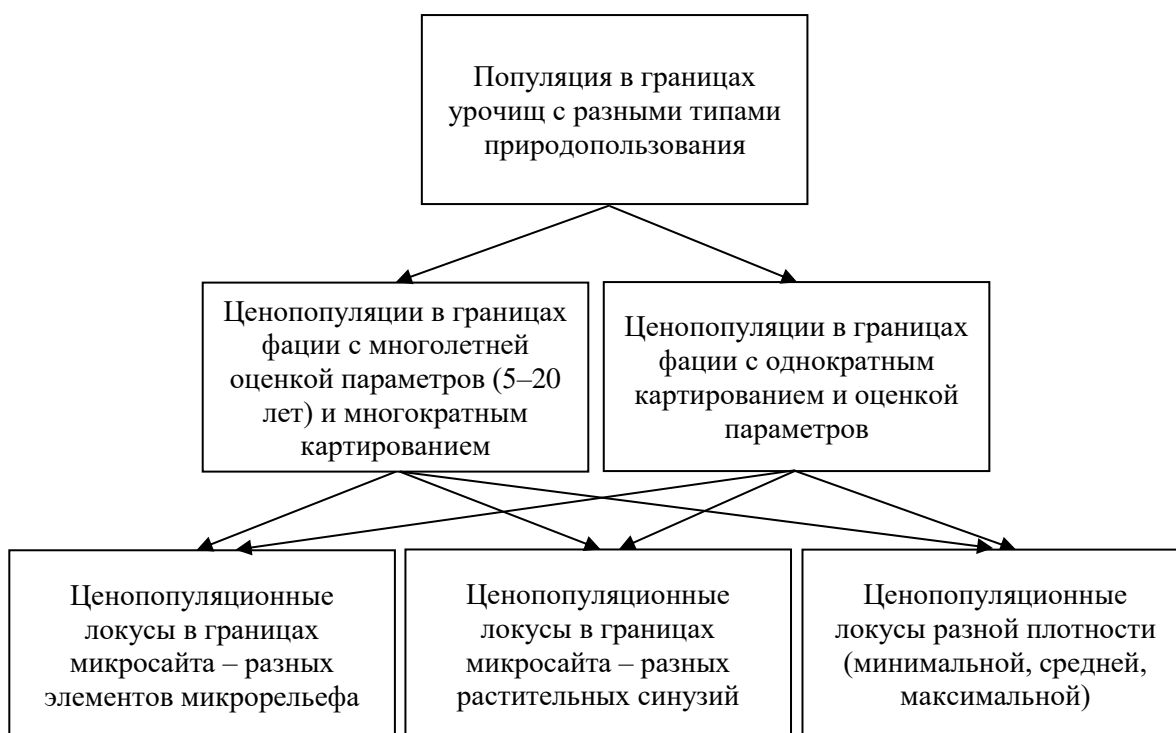 Популяция в границах
урочищ с разными типами
природопользования
Ценопопуляции в границах
фации с многолетней
оценкой параметров (5–20
лет) и многократным
картированием
Ценопопуляции в границах
фации с однократным
картированием и оценкой
параметров
Ценопопуляционные
локусы в границах
микросайта – разных
элементов микрорельефа
Ценопопуляционные
локусы в границах
микросайта – разных
растительных синузий
Ценопопуляционные
локусы разной плотности
(минимальной, средней,
максимальной)